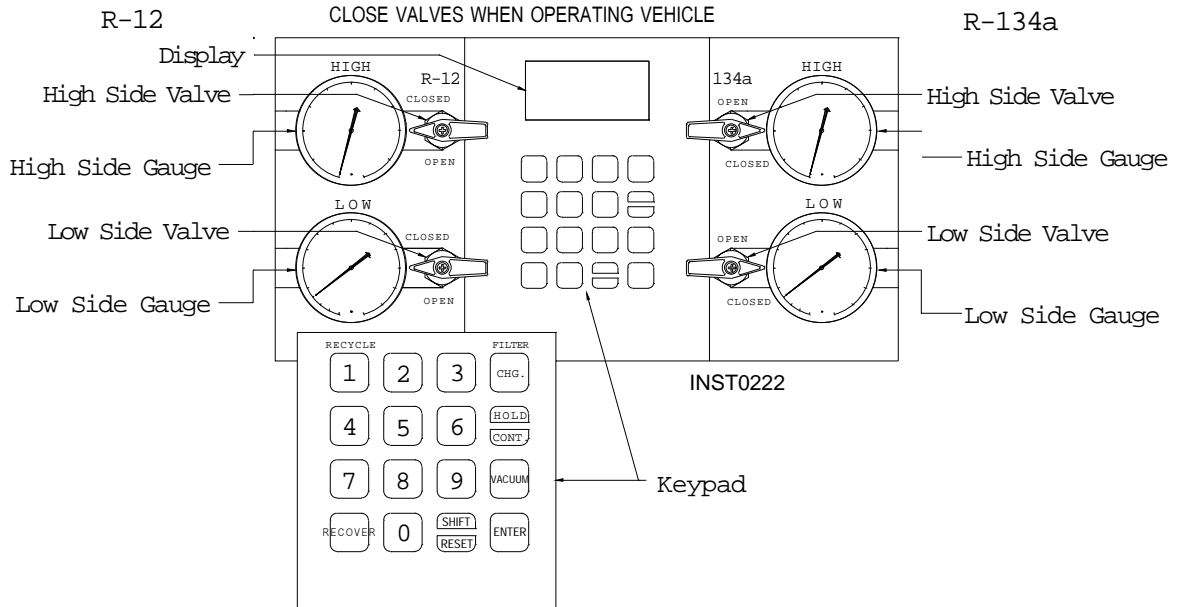 R-12
CLOSE VALVES WHEN OPERATING VEHICLE
R-134a
Display
HIGH
R-12
134a
HIGH
High Side Valve
CLOSED
OPEN
High Side Valve
High Side Gauge
OPEN
CLOSED
High Side Gauge
LOW
LOW
Low Side Valve
CLOSED
OPEN
Low Side Valve
Low Side Gauge
OPEN
CLOSED
Low Side Gauge
RECYCLE
FILTER
1 2 3 CHG.
INST0222
4 5 6 HOLD
CONT.
7 8 9 VACUUM
Keypad
RECOVER 0 SHIFT ENTER
RESET